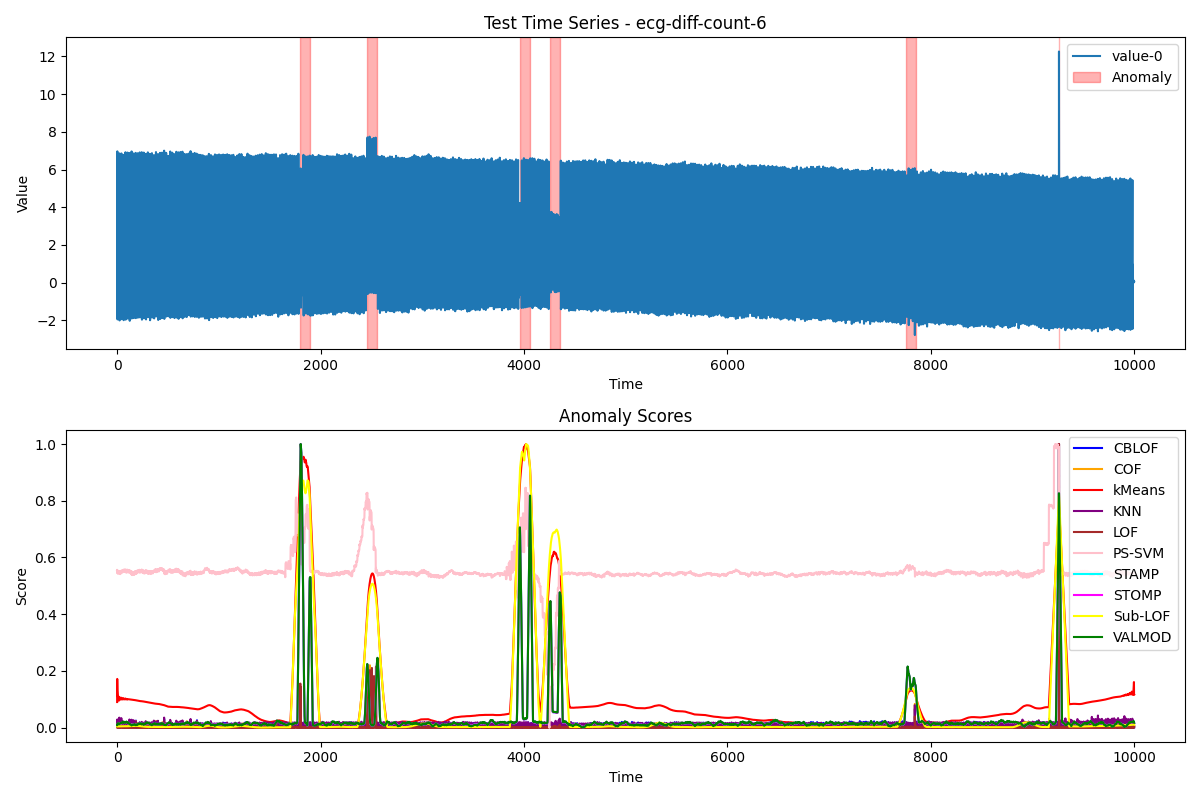 Test Time Series - ecg-diff-count-6
12
10
8
6
4
2
0
−2
Value
value-0
Anomaly
0 2000 4000 6000 8000 10000
Time
Anomaly Scores
1.0
0.8
0.6
0.4
0.2
0.0
Score
CBLOF
COF
kMeans
KNN
LOF
PS-SVM
STAMP
STOMP
Sub-LOF
VALMOD
0 2000 4000 6000 8000 10000
Time